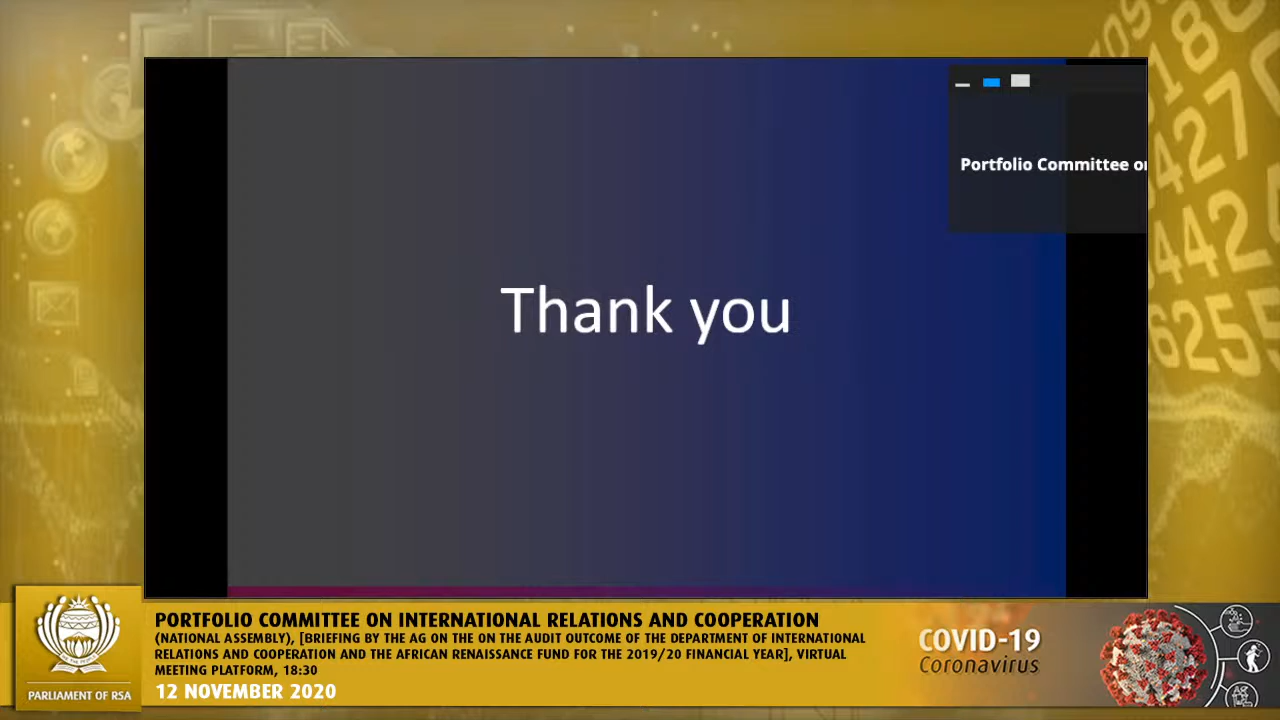 Portfolio Committee
Thank you
PORTFOLIO COMMITTEE ON INTERNATIONAL RELATIONS AND COOPERATION
(NATIONAL ASSEMBLY), [BRIEFING BY THE AG ON THE ON THE AUDIT OUTCOME OF THE DEPARTMENT OF INTERNATIONAL
RELATIONS AND COOPERATION AND THE AFRICAN RENAISSANCE FUND FOR THE 2019/20 FINANCIAL YEAR], VIRTUAL
MEETING PLATFORM, 18:30
12 NOVEMBER 2020
PARLIAMENT OF RSA
COVID-19
Coronavirus